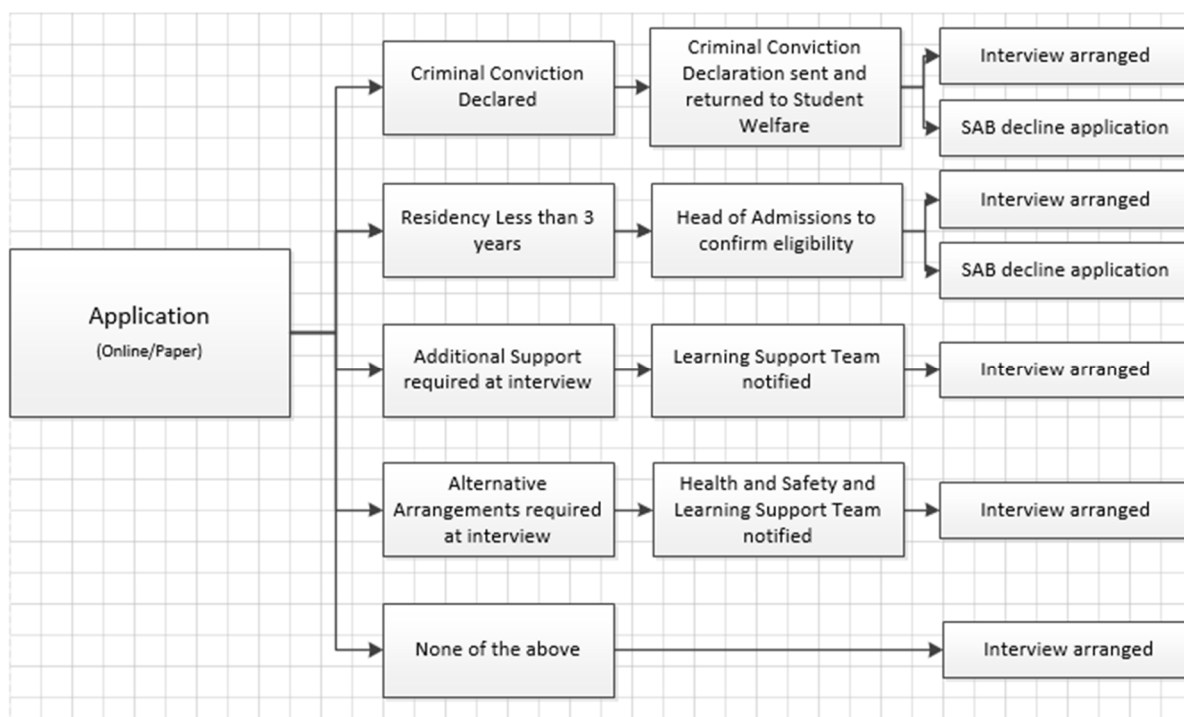 Criminal Conviction
Declared
Criminal Conviction
Declaration sent and
returned to Student
Welfare
Interview arranged
SAB decline application
Residency Less than 3
years
Head of Admissions to
confirm eligibility
Interview arranged
SAB decline application
Application
(Online/Paper)
Additional Support
required at interview
Learning Support Team
notified
Interview arranged
Alternative
Arrangements required
at interview
Health and Safety and
Learning Support Team
notified
Interview arranged
None of the above
Interview arranged